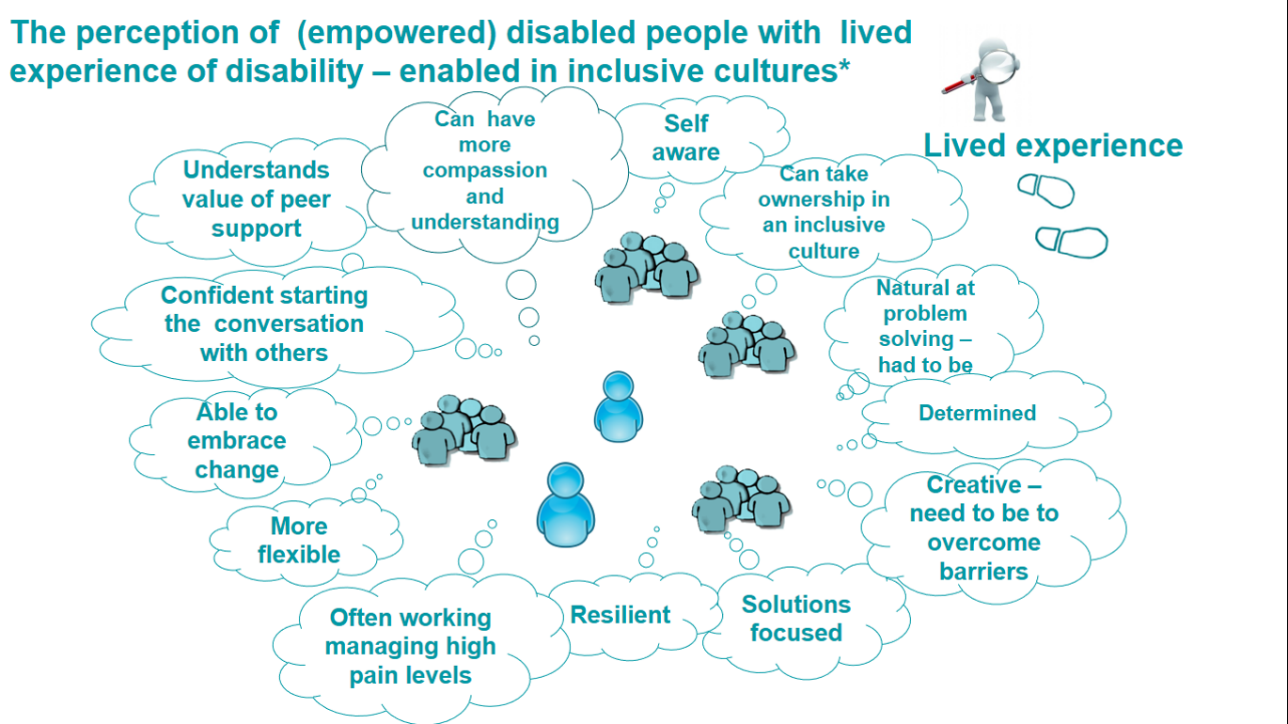 The perception of (empowered) disabled people with lived
experience of disability – enabled in inclusive cultures*
Lived experience
Understands
value of peer
support
Can have
more
compassion
and
understanding
Self
aware
Can take
ownership in
an inclusive
culture
Confident starting
the conversation
with others
Natural at
problem
solving –
had to be
Able to
embrace
change
Determined
More
flexible
Creative –
need to be to
overcome
barriers
Often working
managing high
pain levels
Resilient
Solutions
focused